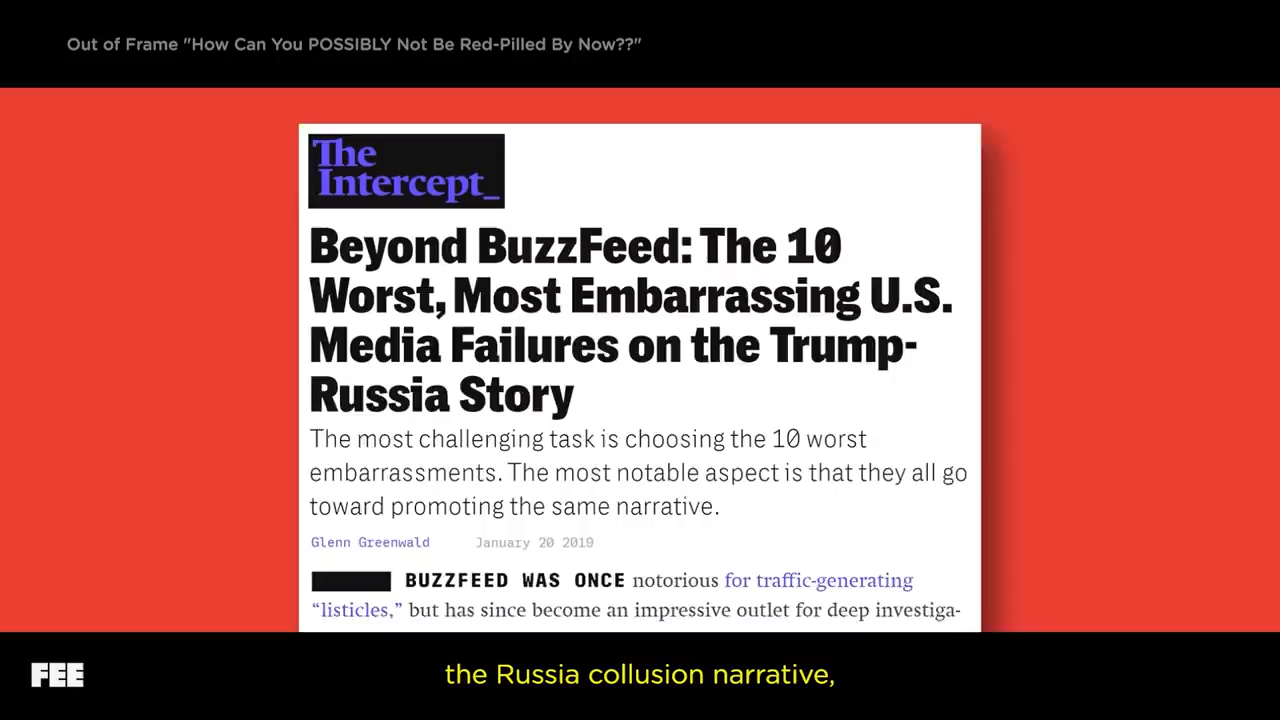 Out of Frame "How Can You POSSIBLY Not Be Red-Pilled By Now??"
The
Intercept_
Beyond BuzzFeed: The 10
Worst, Most Embarrassing U.S.
Media Failures on the Trump-
Russia Story
The most challenging task is choosing the 10 worst
embarrassments. The most notable aspect is that they all go
toward promoting the same narrative.
Glenn Greenwald January 20 2019
BUZZFEED WAS ONCE notorious for traffic-generating
“listicles,” but has since become an impressive outlet for deep investiga-
FEE
the Russia collusion narrative,